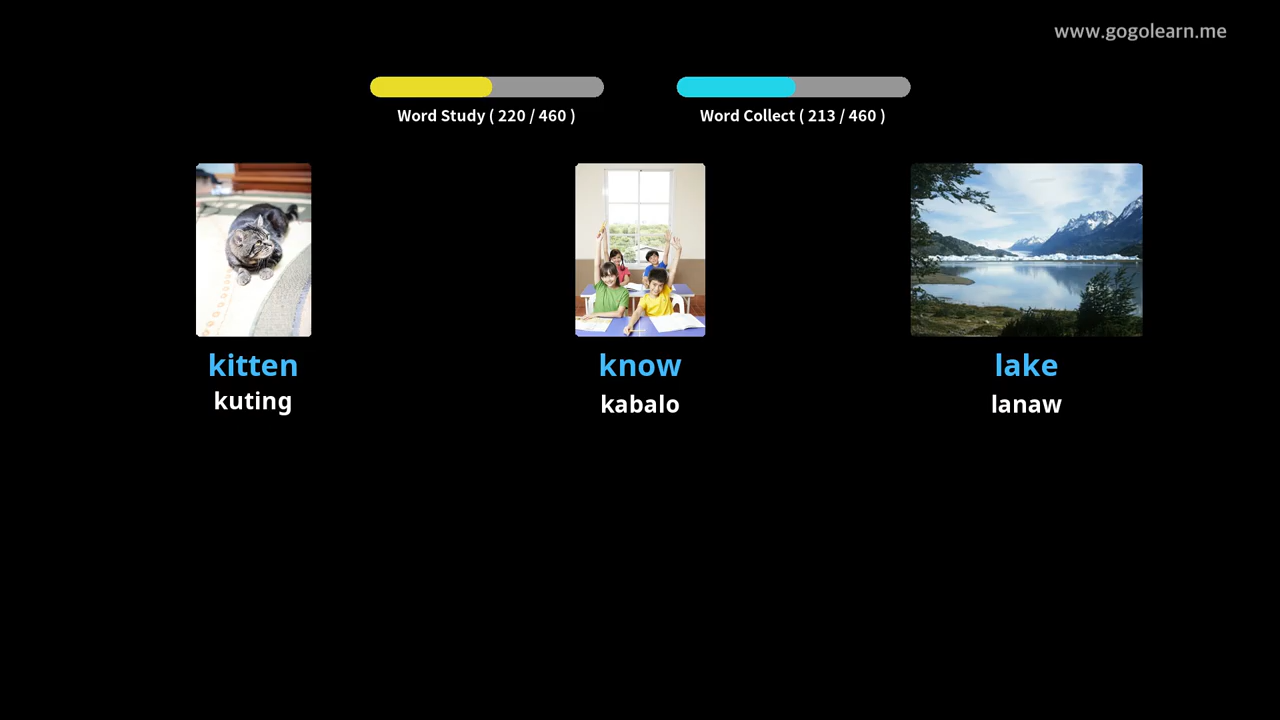 www.gogolearn.me
Word Study ( 220 / 460 )
Word Collect ( 213 / 460 )
kitten
kuting
know
kabalo
lake
lanaw